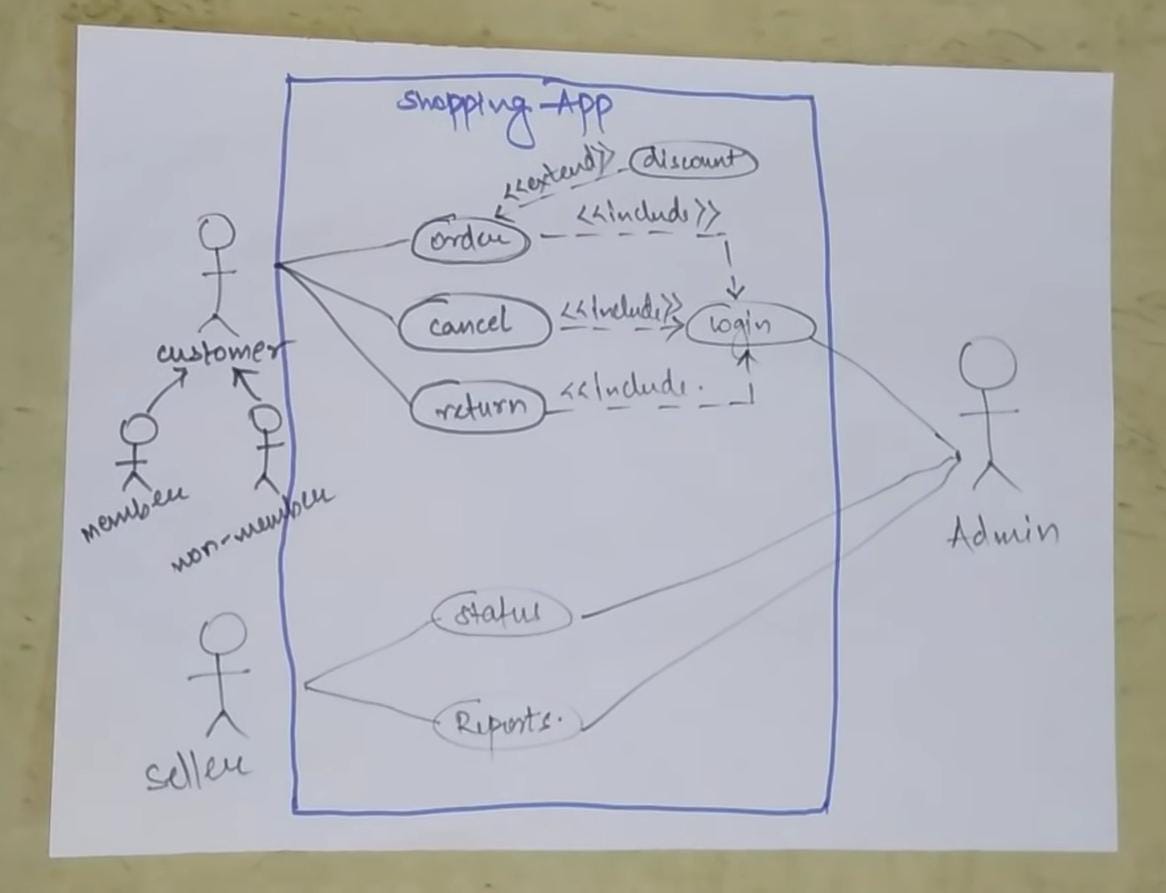 shopping-App
<<extend>> discount
<<include>>
order
cancel <<Include>> login
customer
return <<Include.
member
non-member
Admin
status
Reports.
seller